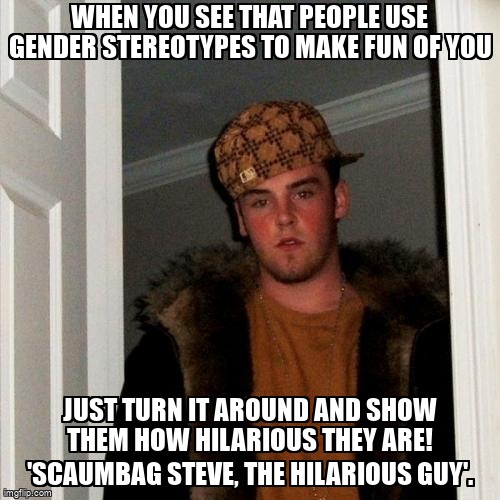 WHEN YOU SEE THAT PEOPLE USE
GENDER STEREOTYPES TO MAKE FUN OF YOU
JUST TURN IT AROUND AND SHOW
THEM HOW HILARIOUS THEY ARE!
'SCAUMBAG STEVE, THE HILARIOUS GUY'.
imgflip.com